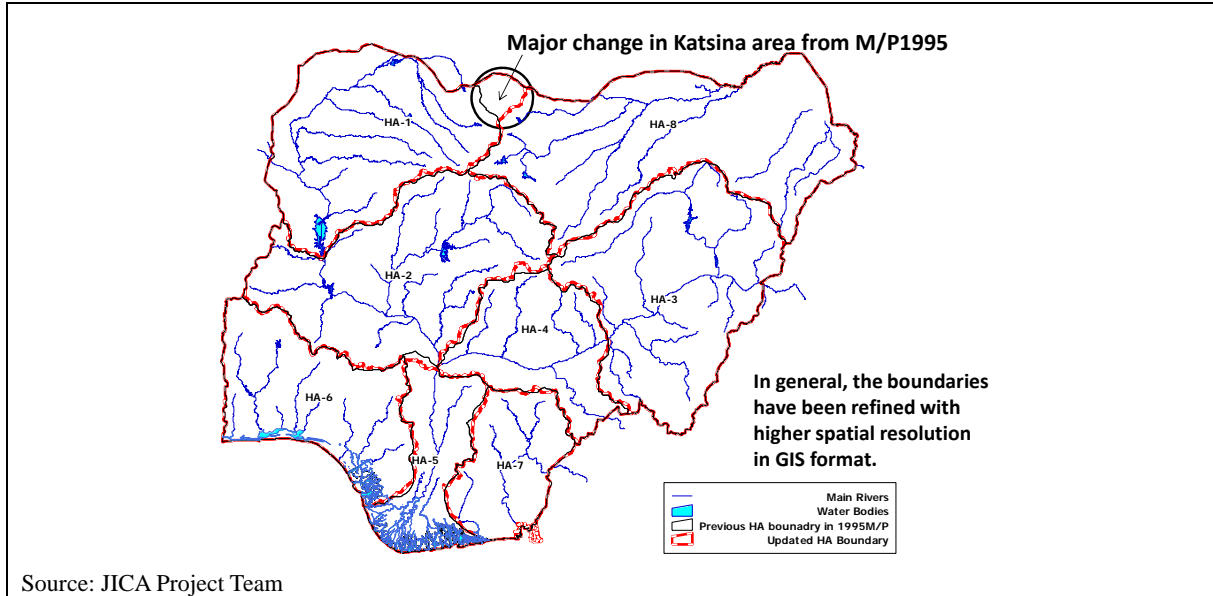 Major change in Katsina area from M/P1995
HA-1
HA-8
HA-2
HA-3
HA-4
HA-6
HA-5
HA-7
In general, the boundaries
have been refined with
higher spatial resolution
in GIS format.
Main Rivers
Water Bodies
Previous HA bounadry in 1995M/P
Updated HA Boundary
Source: JICA Project Team